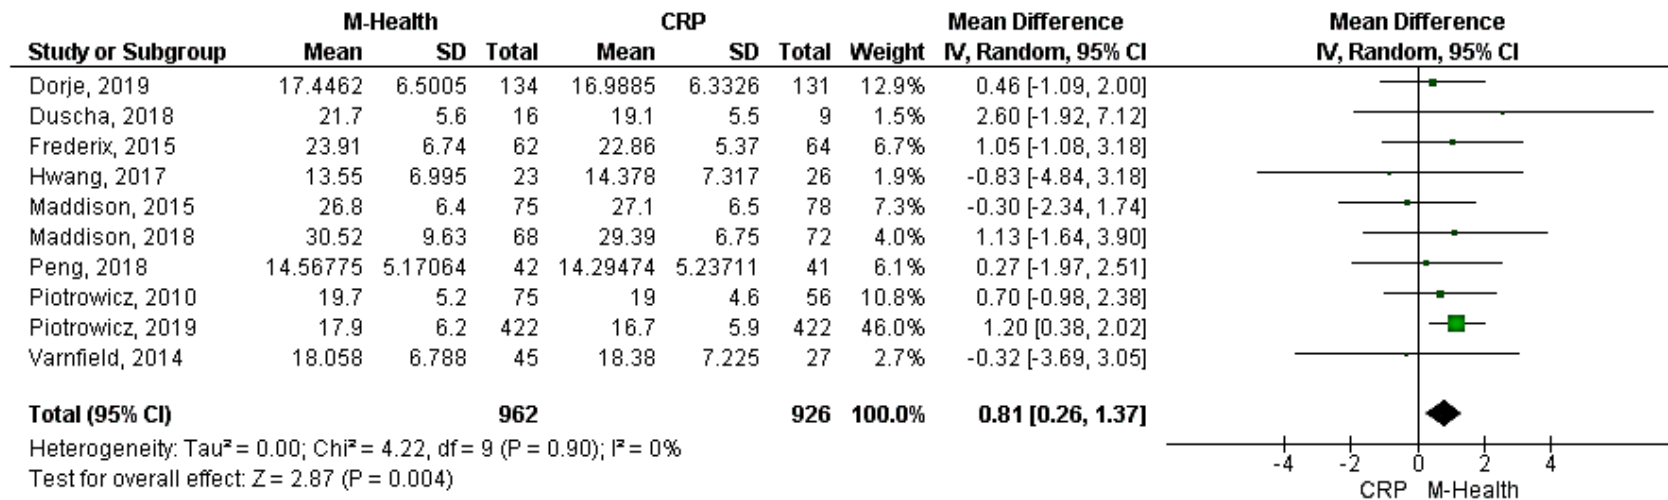 M-Health CRP Mean Difference Mean Difference
Study or Subgroup Mean SD Total Mean SD Total Weight IV, Random, 95% CI IV, Random, 95% CI
Dorje, 2019 17.4462 6.5005 134 16.9885 6.3326 131 12.9% 0.46 [-1.09, 2.00]
Duscha, 2018 21.7 5.6 16 19.1 5.5 9 1.5% 2.60 [-1.92, 7.12]
Frederix, 2015 23.91 6.74 62 22.86 5.37 64 6.7% 1.05 [-1.08, 3.18]
Hwang, 2017 13.55 6.995 23 14.378 7.317 26 1.9% -0.83 [-4.84, 3.18]
Maddison, 2015 26.8 6.4 75 27.1 6.5 78 7.3% -0.30 [-2.34, 1.74]
Maddison, 2018 30.52 9.63 68 29.39 6.75 72 4.0% 1.13 [-1.64, 3.90]
Peng, 2018 14.56775 5.17064 42 14.29474 5.23711 41 6.1% 0.27 [-1.97, 2.51]
Piotrowicz, 2010 19.7 5.2 75 19 4.6 56 10.8% 0.70 [-0.98, 2.38]
Piotrowicz, 2019 17.9 6.2 422 16.7 5.9 422 46.0% 1.20 [0.38, 2.02]
Varnfield, 2014 18.058 6.788 45 18.38 7.225 27 2.7% -0.32 [-3.69, 3.05]
Total (95% CI) 962 926 100.0% 0.81 [0.26, 1.37]
Heterogeneity: Tau² = 0.00; Chi² = 4.22, df = 9 (P = 0.90); I² = 0%
Test for overall effect: Z = 2.87 (P = 0.004)
-4 -2 0 2 4
CRP M-Health